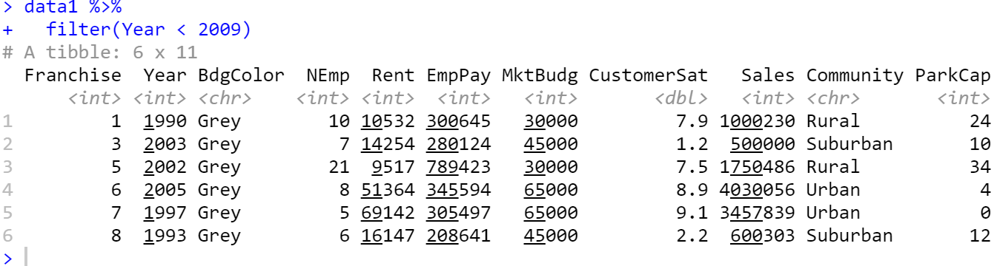 > data1 %>%
+   filter(Year < 2009)
# A tibble: 6 x 11
  Franchise  Year BdgColor  NEmp  Rent EmpPay MktBudg CustomerSat   Sales Community ParkCap
      <int> <int> <chr>    <int> <int>  <int>   <int>       <dbl>   <int> <chr>       <int>
1         1  1990 Grey        10 10532 300645   30000         7.9 1000230 Rural          24
2         3  2003 Grey         7 14254 280124   45000         1.2  500000 Suburban       10
3         5  2002 Grey        21  9517 789423   30000         7.5 1750486 Rural          34
4         6  2005 Grey         8 51364 345594   65000         8.9 4030056 Urban           4
5         7  1997 Grey         5 69142 305497   65000         9.1 3457839 Urban           0
6         8  1993 Grey         6 16147 208641   45000         2.2  600303 Suburban       12
>